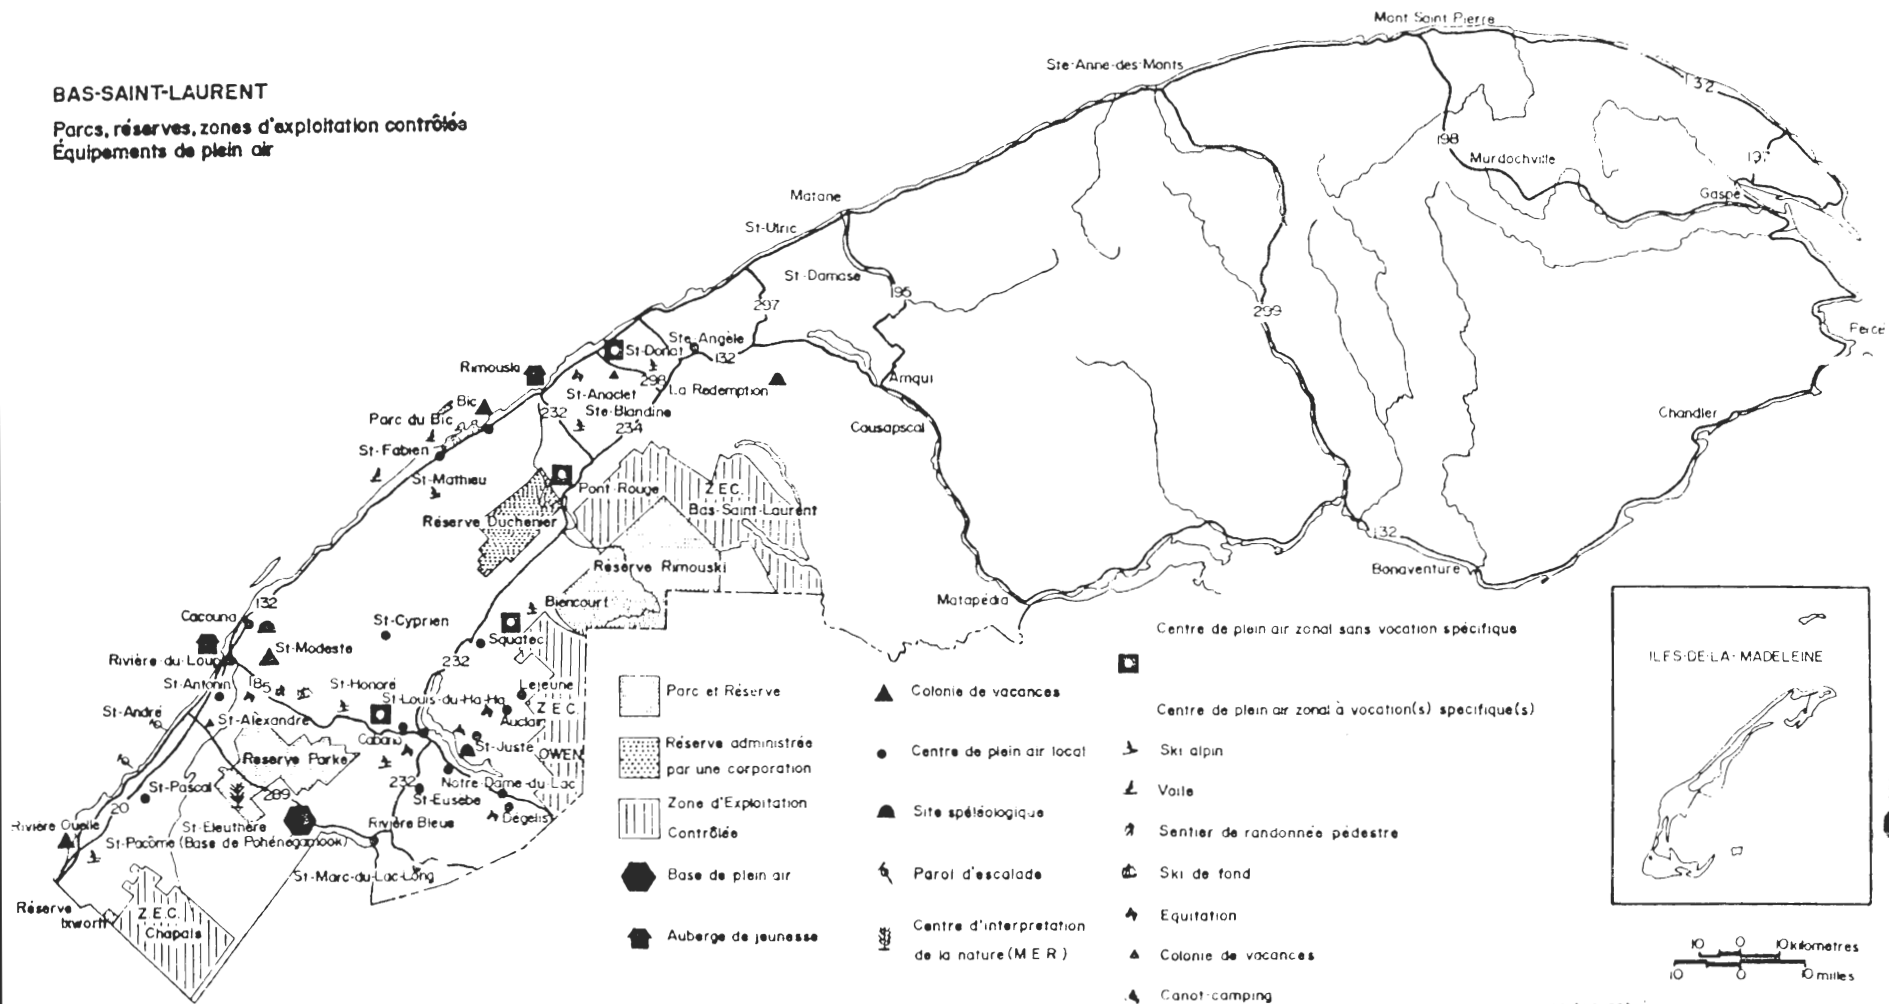 BAS-SAINT-LAURENT
Parcs, réserves, zones d'exploitation contrôlée
Équipements de plein air
Mont Saint Pierre
Ste-Anne-des-Monts
132
198
Murdochville
197
Gaspé
Matane
St-Ulric
St-Damase
195
297
299
Percé
Ste-Angèle
St-Donat
132
Rimouski
298
La Redemption
Amqui
St-Anaclet
Bic
232
Ste-Blandine
Parc du Bic
234
Causapscal
Chandler
St-Fabien
St-Mathieu
Pont-Rouge
Z.E.C.
Bas-Saint-Laurent
Réserve Duchenier
132
Réserve Rimouski
Bonaventure
Biencourt
Matapédia
132
Cacouna
St-Cyprien
Squatec
St-Modeste
Rivière-du-Loup
232
St-Antonin
185
St-Honoré
Lejeune
St-Louis-du-Ha-Ha
Z.E.C.
St-André
St-Alexandre
Auclair
Cabano
St-Juste
OWEN
Reserve Parke
232
Notre-Dame-du-Lac
St-Pascal
289
St-Eusebe
20
Dégelis
Rivière Ouelle
St-Eleuthère
Rivière Bleue
St-Pacôme (Base de Pohénégamook)
St-Marc-du-Lac-Long
Réserve
Ixworth
Z.E.C.
Chapais
Parc et Réserve
Réserve administrée
par une corporation
Zone d'Exploitation
Contrôlée
Base de plein air
Auberge de jeunesse
Colonie de vacances
Centre de plein air local
Site spéléologique
Paroi d'escalade
Centre d'interpretation
de la nature (M E R)
Centre de plein air zonal sans vocation spécifique
Centre de plein air zonal à vocation(s) specifique(s)
Ski alpin
Voile
Sentier de randonnée pédestre
Ski de fond
Equitation
Colonie de vacances
Canot-camping
ILES-DE-LA-MADELEINE
10 0 10 kilomètres
10 0 10 milles